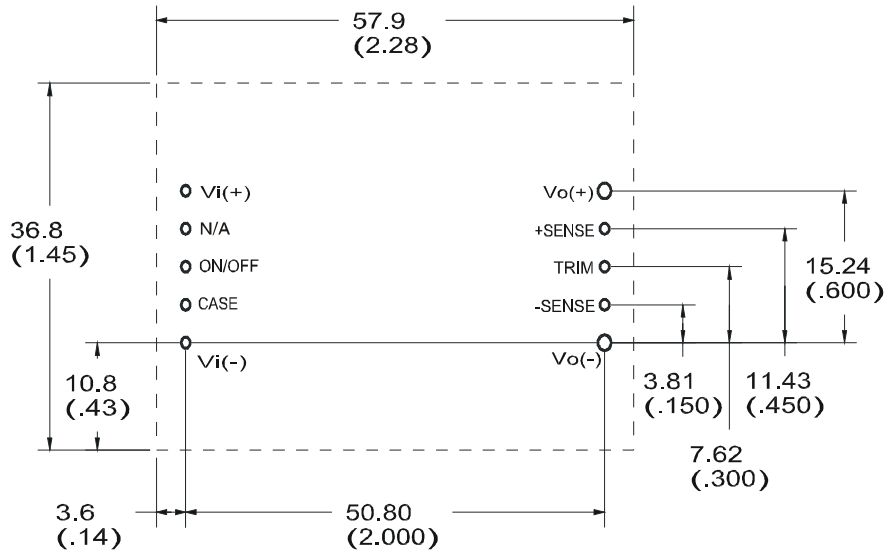 57.9
(2.28)
Vi(+)
Vo(+)
36.8
(1.45)
N/A
+SENSE
ON/OFF
TRIM
15.24
(.600)
CASE
-SENSE
Vi(-)
Vo(-)
10.8
(.43)
3.81
(.150)
11.43
(.450)
7.62
(.300)
3.6
(.14)
50.80
(2.000)